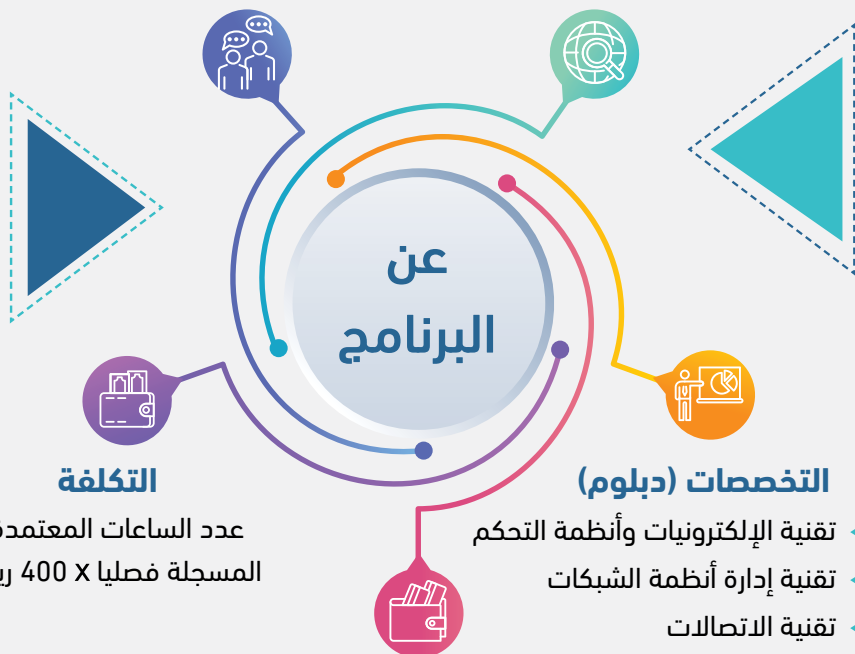 عن
البرنامج
التخصصات (دبلوم)
تقنية الإلكترونيات وأنظمة التحكم
تقنية إدارة أنظمة الشبكات
تقنية الاتصالات
التكلفة
عدد الساعات
المسجلة فصليا x 400